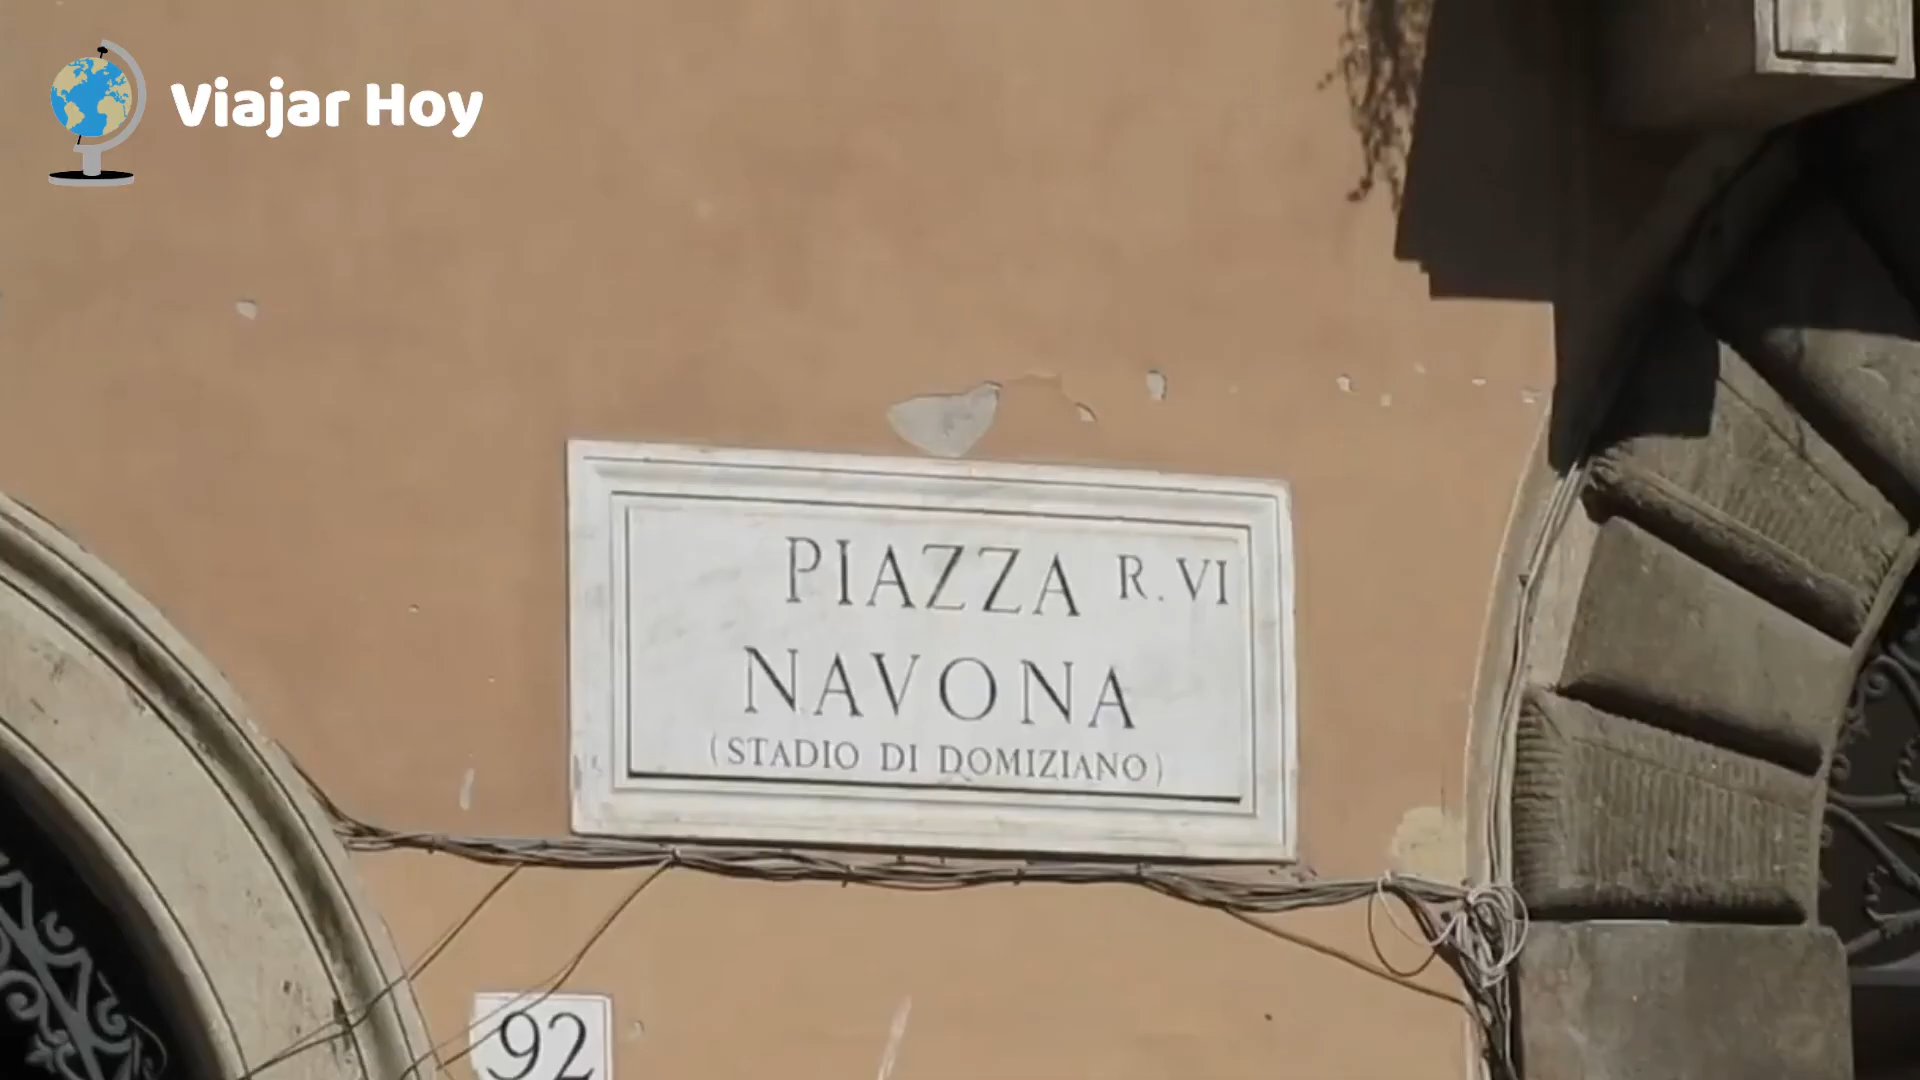 Viajar Hoy
PIAZZA R. VI
NAVONA
(STADIO DI DOMIZIANO)
92